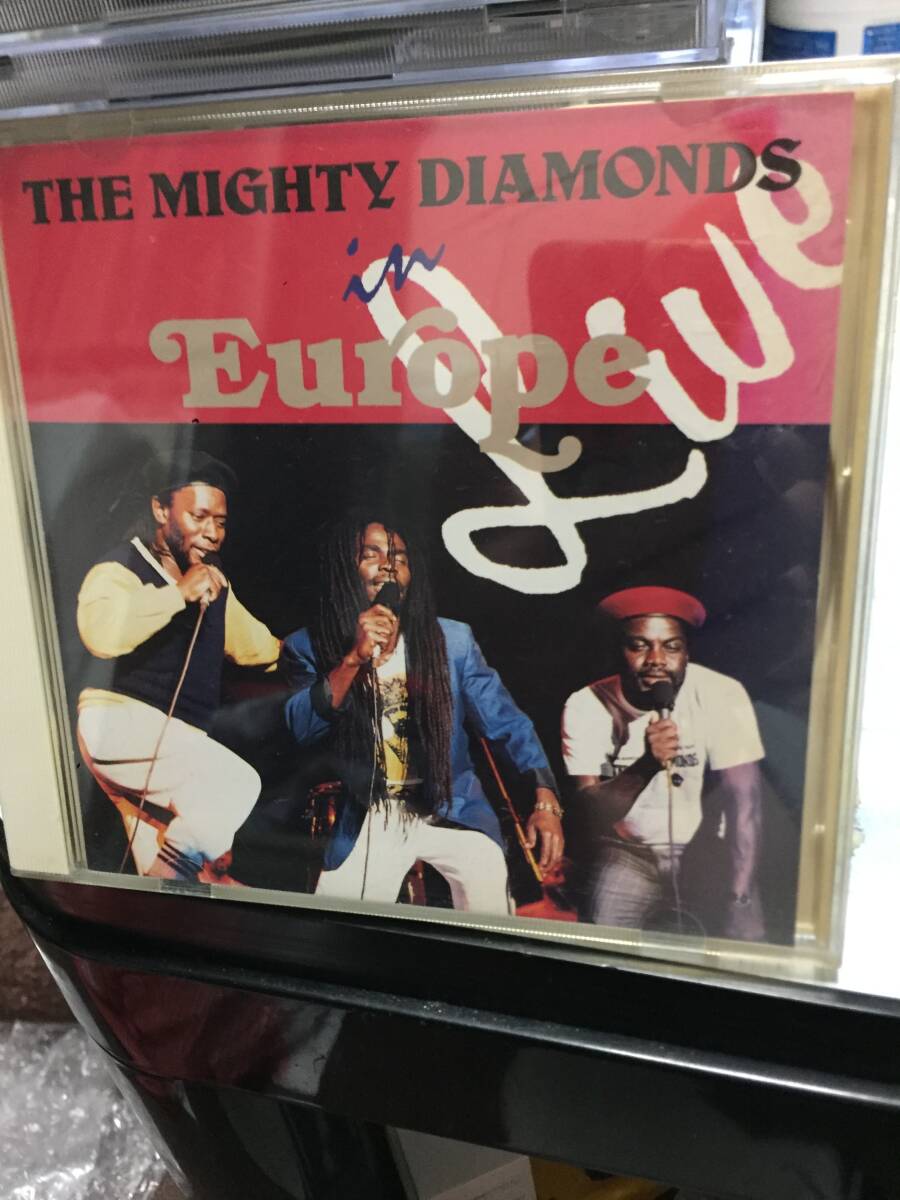 THE MIGHTY DIAMONDS
in
Europe
Live